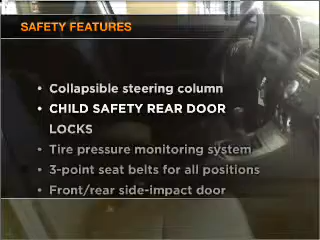 SAFETY FEATURES
• Collapsible steering column
• CHILD SAFETY REAR DOOR
LOCKS
• Tire pressure monitoring system
• 3-point seat belts for all positions
• Front/rear side-impact door